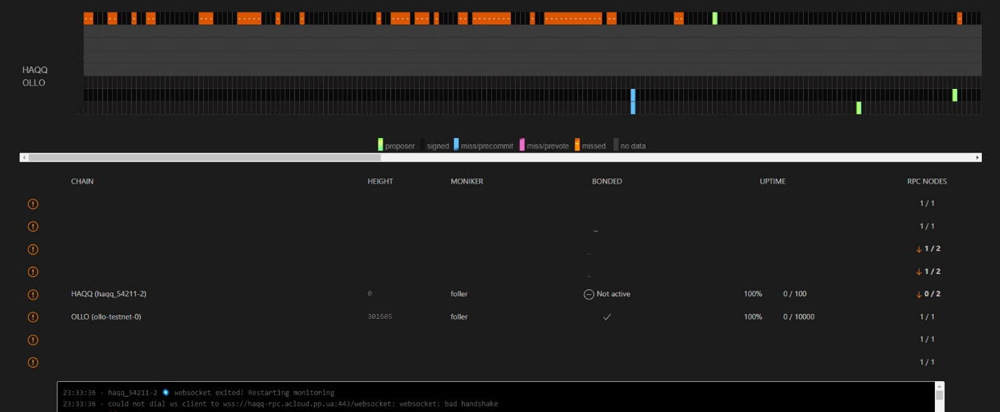 HAQQ
OLLO
proposer signed miss/precommit miss/prevote missed no data
CHAIN HEIGHT MONIKER BONDED UPTIME RPC NODES
1 / 1
1 / 1
↓ 1 / 2
↓ 1 / 2
HAQQ (haqq_54211-2) 0 foller Not active 100% 0 / 100 ↓ 0 / 2
OLLO (ollo-testnet-0) 301605 foller ✓ 100% 0 / 10000 1 / 1
1 / 1
1 / 1
23:33:36 - haqq_54211-2 websocket exited! Restarting monitoring
23:33:36 - could not dial ws client to wss://haqq-rpc.acloud.pp.ua:443/websocket: websocket: bad handshake